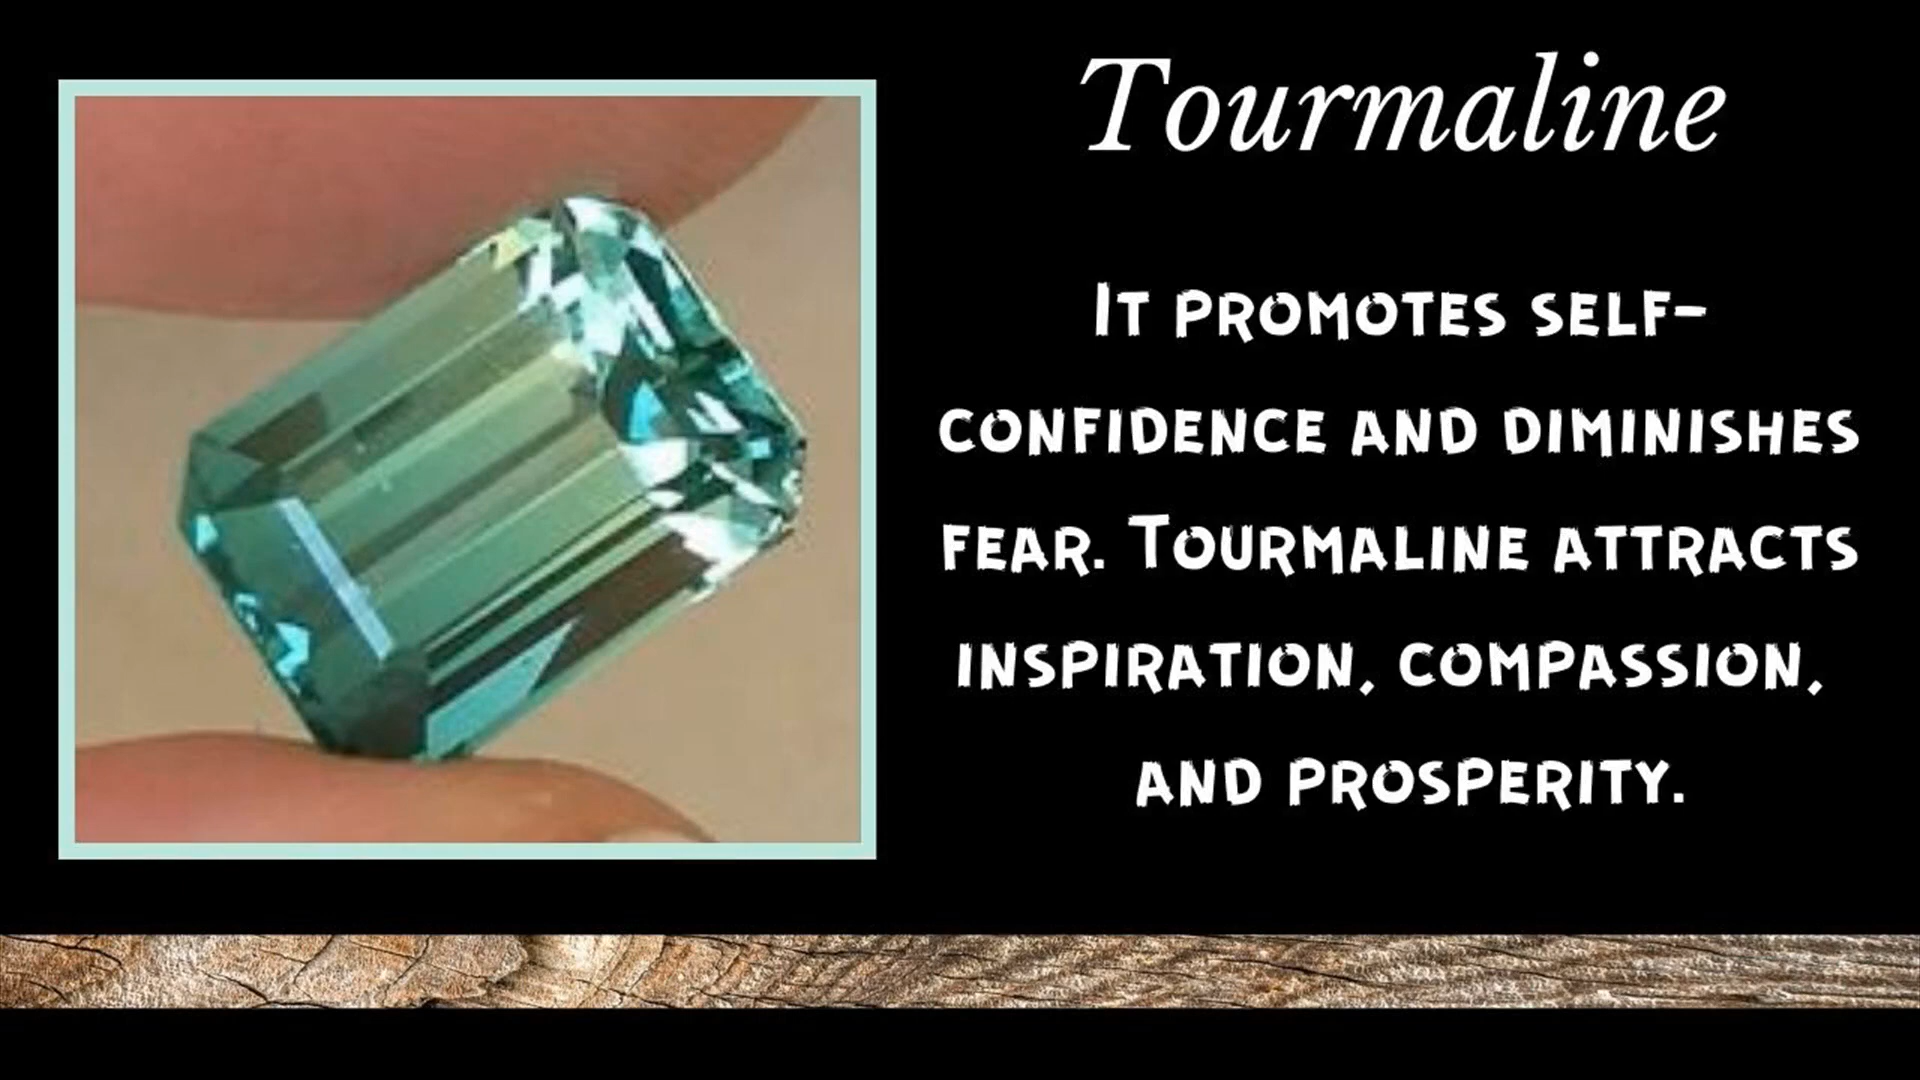 Tourmaline
It promotes self-
confidence and diminishes
fear. Tourmaline attracts
inspiration, compassion,
and prosperity.